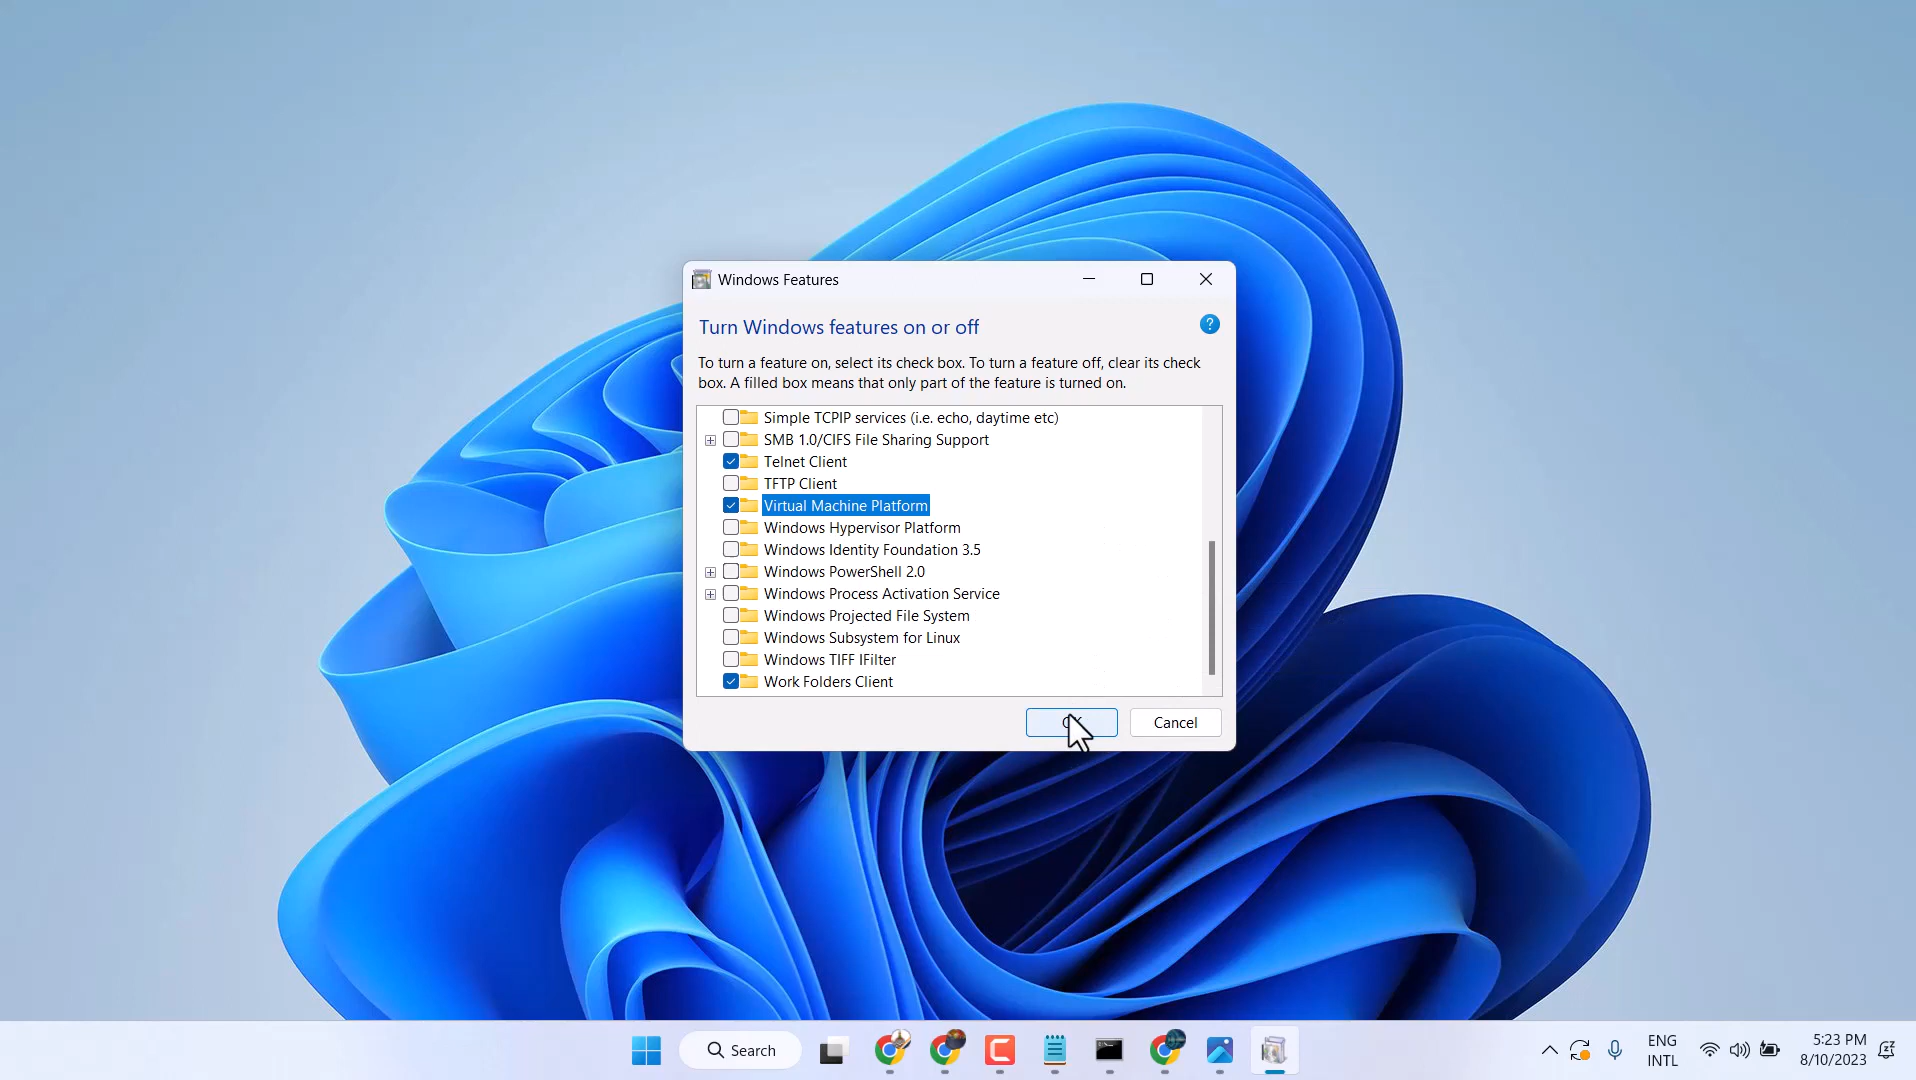 Windows Features
Turn Windows features on or off
To turn a feature on, select its check box. To turn a feature off, clear its check
box. A filled box means that only part of the feature is turned on.
Simple TCPIP services (i.e. echo, daytime etc)
SMB 1.0/CIFS File Sharing Support
Telnet Client
TFTP Client
Virtual Machine Platform
Windows Hypervisor Platform
Windows Identity Foundation 3.5
Windows PowerShell 2.0
Windows Process Activation Service
Windows Projected File System
Windows Subsystem for Linux
Windows TIFF IFilter
Work Folders Client
Cancel
Search
ENG
INTL
5:23 PM
8/10/2023